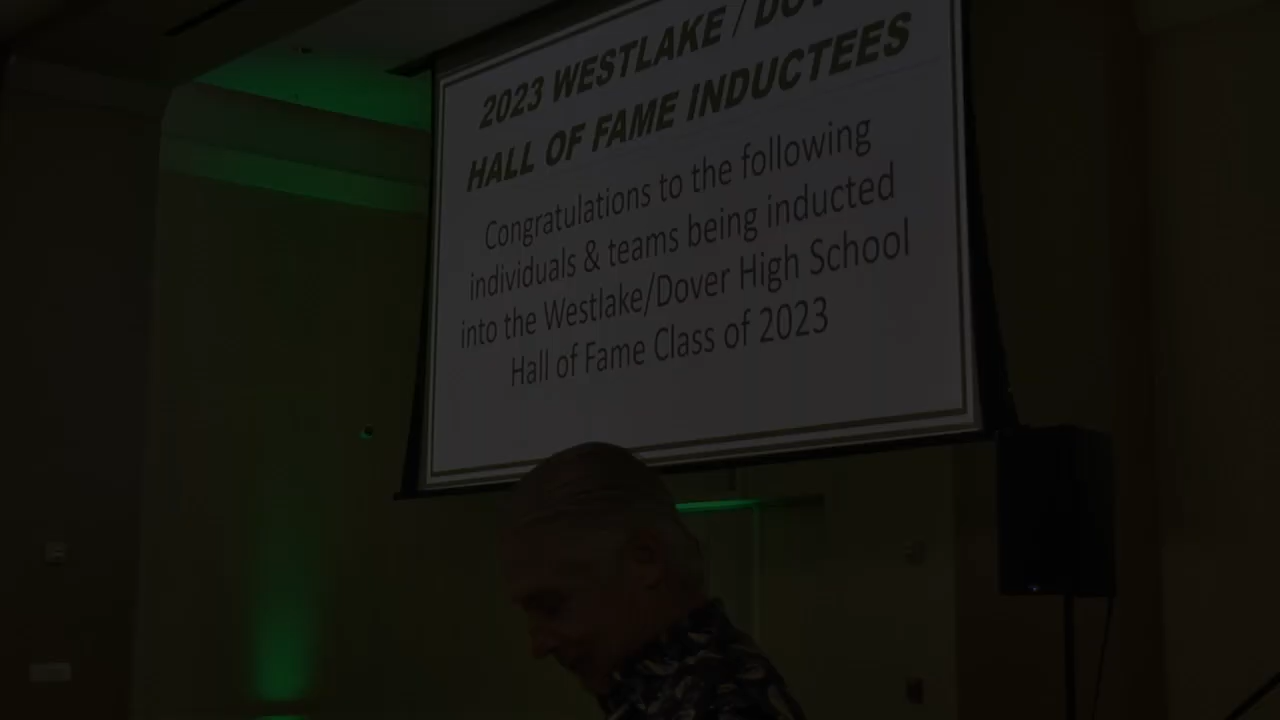 2023 WESTLAKE / DOV
HALL OF FAME INDUCTEES
Congratulations to the following
individuals & teams being inducted
into the Westlake/Dover High School
Hall of Fame Class of 2023